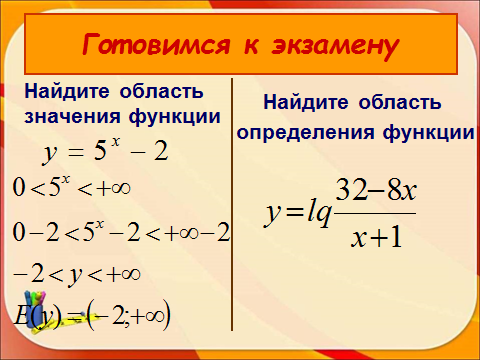 Готовимся к экзамену
Найдите область
значения функции
y = 5^x − 2
0 < 5^x < +∞
0 − 2 < 5^x − 2 < +∞ − 2
− 2 < y < +∞
E(y) = (− 2;+∞)
Найдите область
определения функции
y = lq (32−8x)/(x+1)